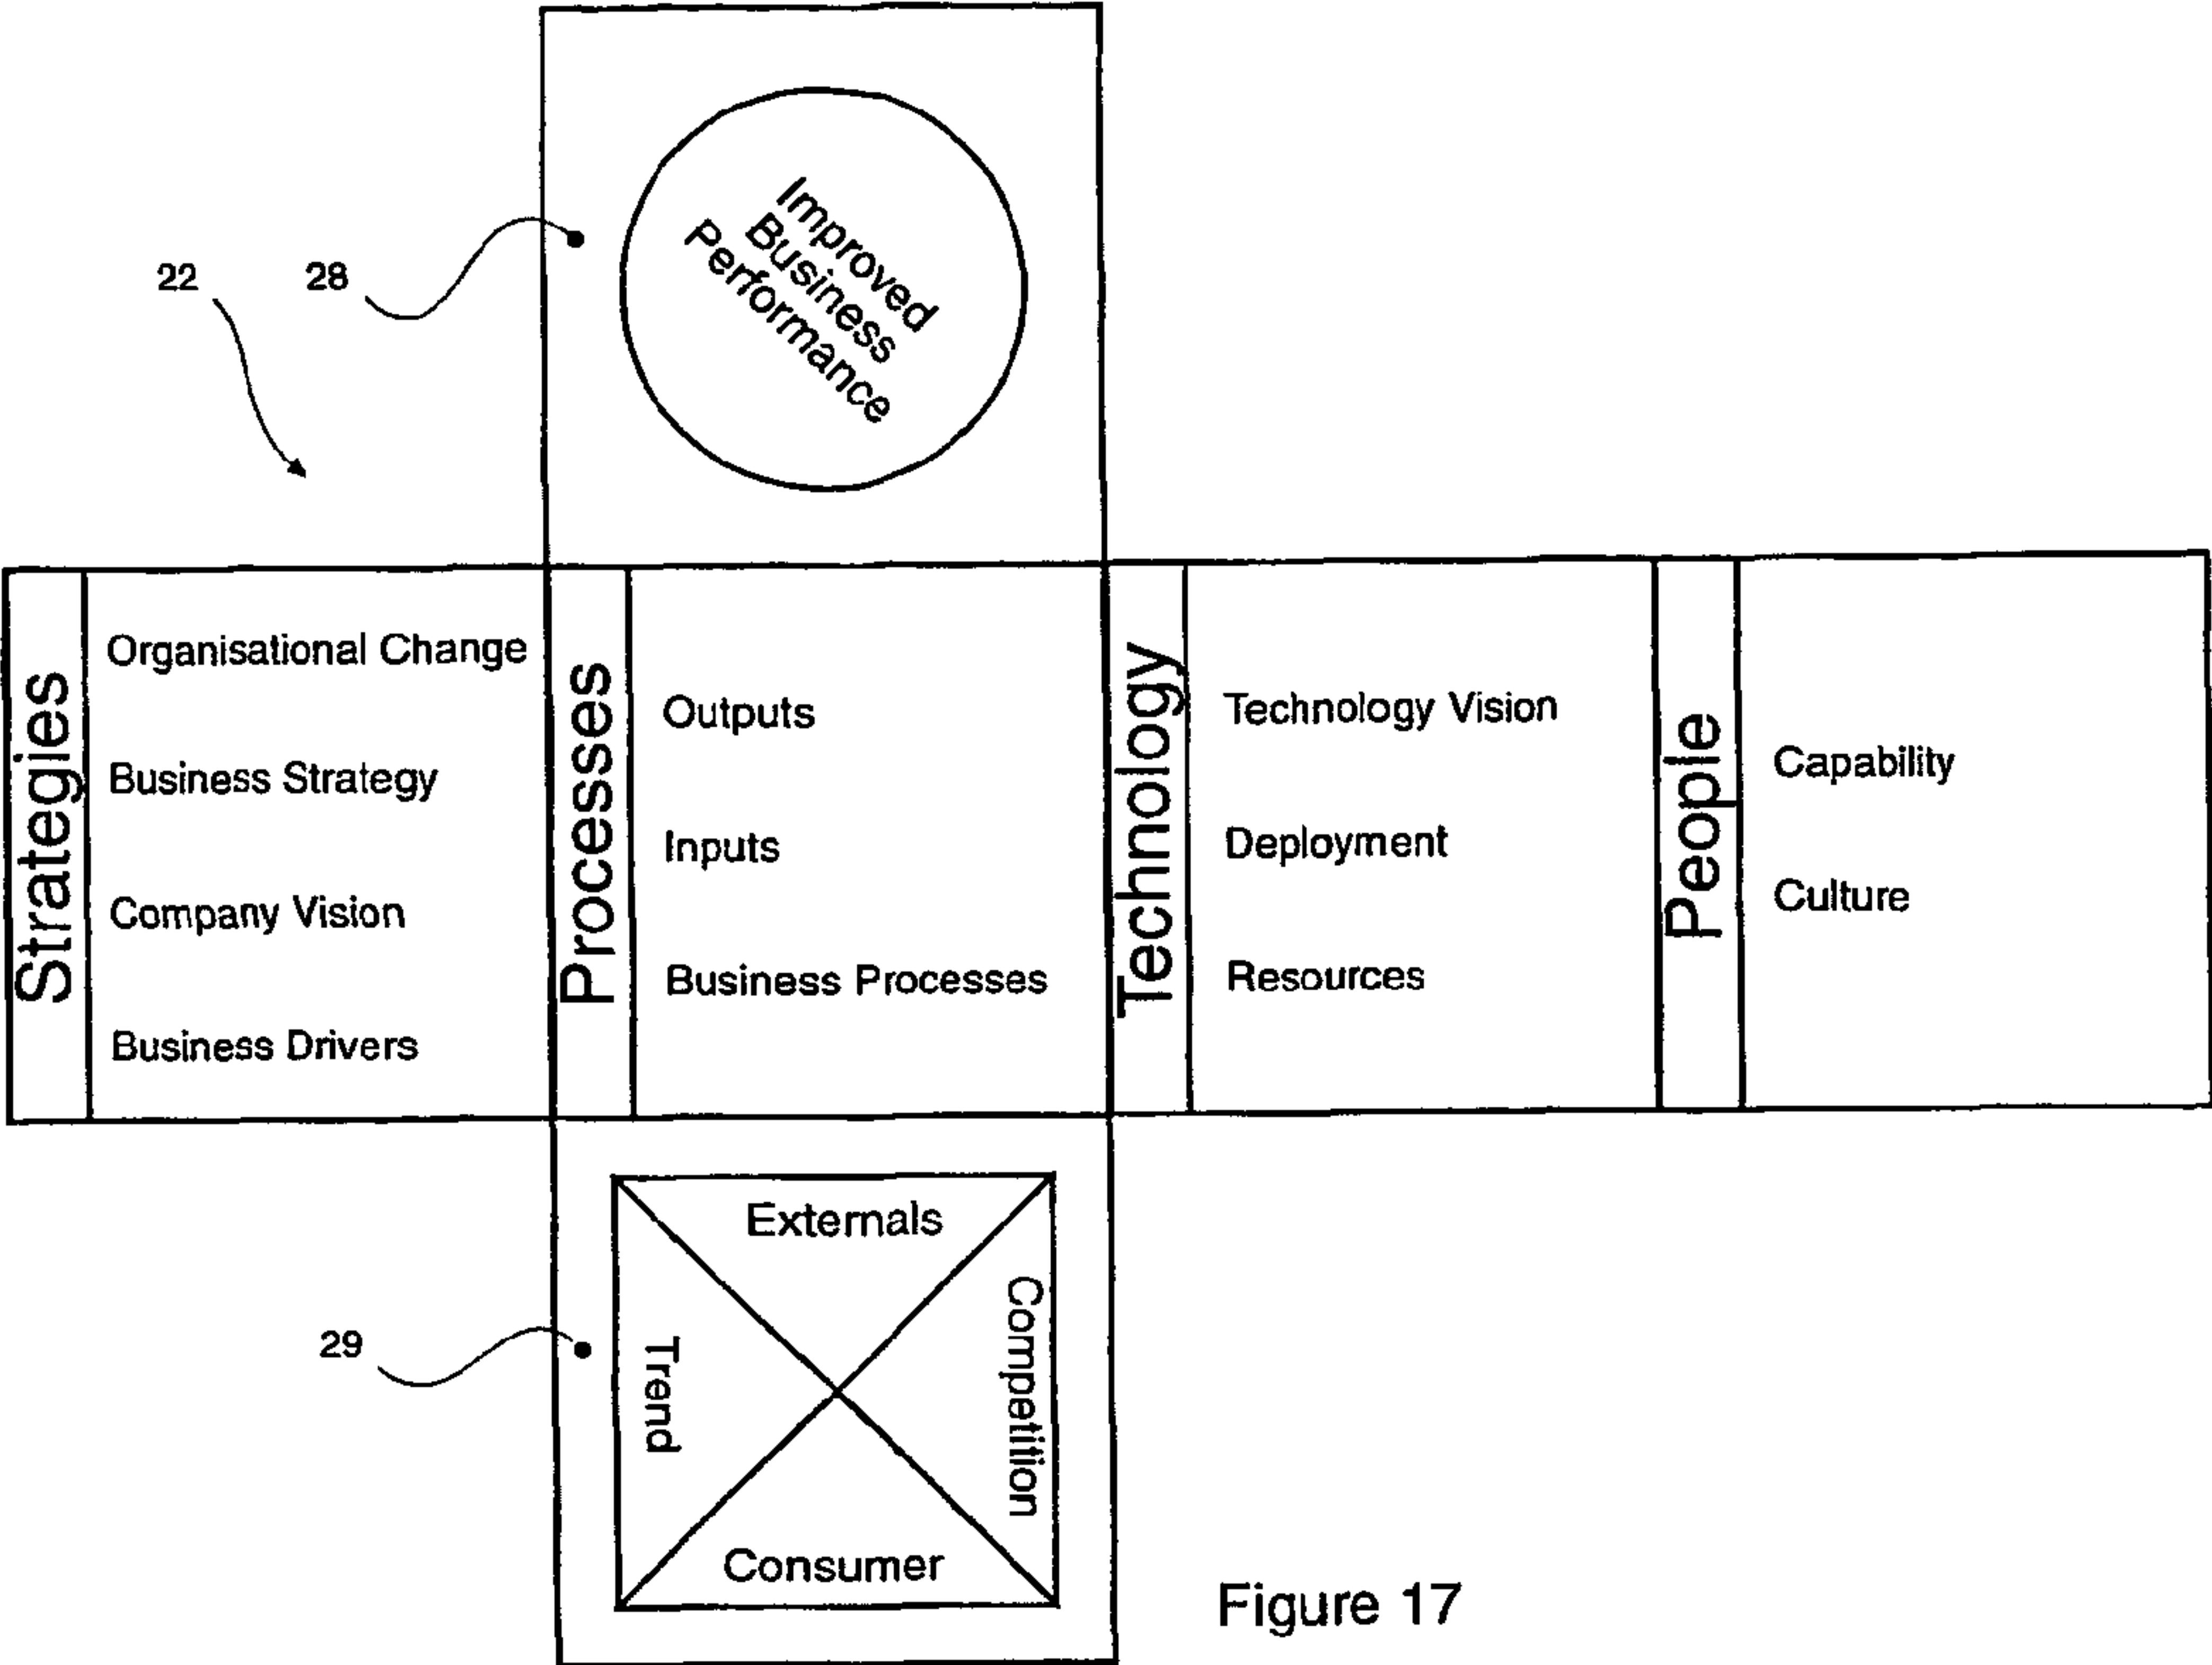 22
28
Improved
Business
Performance
Strategies
Organisational Change
Business Strategy
Company Vision
Business Drivers
Processes
Outputs
Inputs
Business Processes
Technology
Technology Vision
Deployment
Resources
People
Capability
Culture
29
Externals
Trend
Competition
Consumer
Figure 17